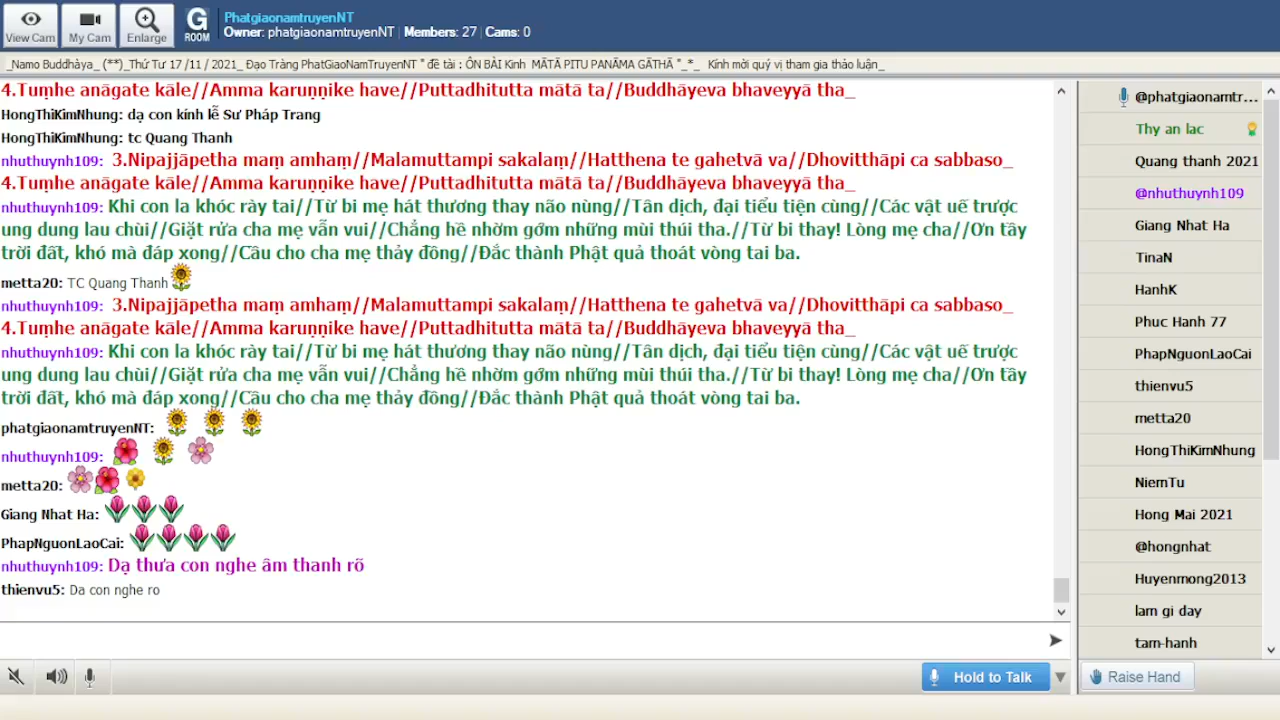 View Cam
My Cam
Enlarge
G
ROOM
PhatgiaonamtruyenNT
Owner: phatgiaonamtruyenNT | Members: 27 | Cams: 0
_Namo Buddhàya_ (**)_Thứ Tư 17 /11 / 2021_ Đạo Tràng PhatGiaoNamTruyenNT " đề tài : ÔN BÀI Kinh MĀTĀ PITU PANĀMA GĀTHĀ "_*_ Kính mời quý vị tham gia thảo luận_
4.Tuṃhe anāgate kāle//Amma karuṇṇike have//Puttadhitutta mātā ta//Buddhāyeva bhaveyyā tha_
HongThiKimNhung: dạ con kính lễ Sư Pháp Trang
HongThiKimNhung: tc Quang Thanh
nhuthuynh109: 3.Nipajjāpetha maṃ amhaṃ//Malamuttampi sakalaṃ//Hatthena te gahetvā va//Dhovitthāpi ca sabbaso_
4.Tuṃhe anāgate kāle//Amma karuṇṇike have//Puttadhitutta mātā ta//Buddhāyeva bhaveyyā tha_
nhuthuynh109: Khi con la khóc rày tai//Từ bi mẹ hát thương thay não nùng//Tân dịch, đại tiểu tiện cùng//Các vật uế trược
ung dung lau chùi//Giặt rửa cha mẹ vẫn vui//Chẳng hề nhờm gớm những mùi thúi tha.//Từ bi thay! Lòng mẹ cha//Ơn tầy
trời đất, khó mà đáp xong//Cầu cho cha mẹ thảy đồng//Đắc thành Phật quả thoát vòng tai ba.
metta20: TC Quang Thanh
nhuthuynh109: 3.Nipajjāpetha maṃ amhaṃ//Malamuttampi sakalaṃ//Hatthena te gahetvā va//Dhovitthāpi ca sabbaso_
4.Tuṃhe anāgate kāle//Amma karuṇṇike have//Puttadhitutta mātā ta//Buddhāyeva bhaveyyā tha_
nhuthuynh109: Khi con la khóc rày tai//Từ bi mẹ hát thương thay não nùng//Tân dịch, đại tiểu tiện cùng//Các vật uế trược
ung dung lau chùi//Giặt rửa cha mẹ vẫn vui//Chẳng hề nhờm gớm những mùi thúi tha.//Từ bi thay! Lòng mẹ cha//Ơn tầy
trời đất, khó mà đáp xong//Cầu cho cha mẹ thảy đồng//Đắc thành Phật quả thoát vòng tai ba.
phatgiaonamtruyenNT:
nhuthuynh109:
metta20:
Giang Nhat Ha:
PhapNguonLaoCai:
nhuthuynh109: Dạ thưa con nghe âm thanh rõ
thienvu5: Da con nghe ro
Hold to Talk
@phatgiaonamtr...
Thy an lac
Quang thanh 2021
@nhuthuynh109
Giang Nhat Ha
TinaN
HanhK
Phuc Hanh 77
PhapNguonLaoCai
thienvu5
metta20
HongThiKimNhung
NiemTu
Hong Mai 2021
@hongnhat
Huyenmong2013
lam gi day
tam-hanh
Raise Hand